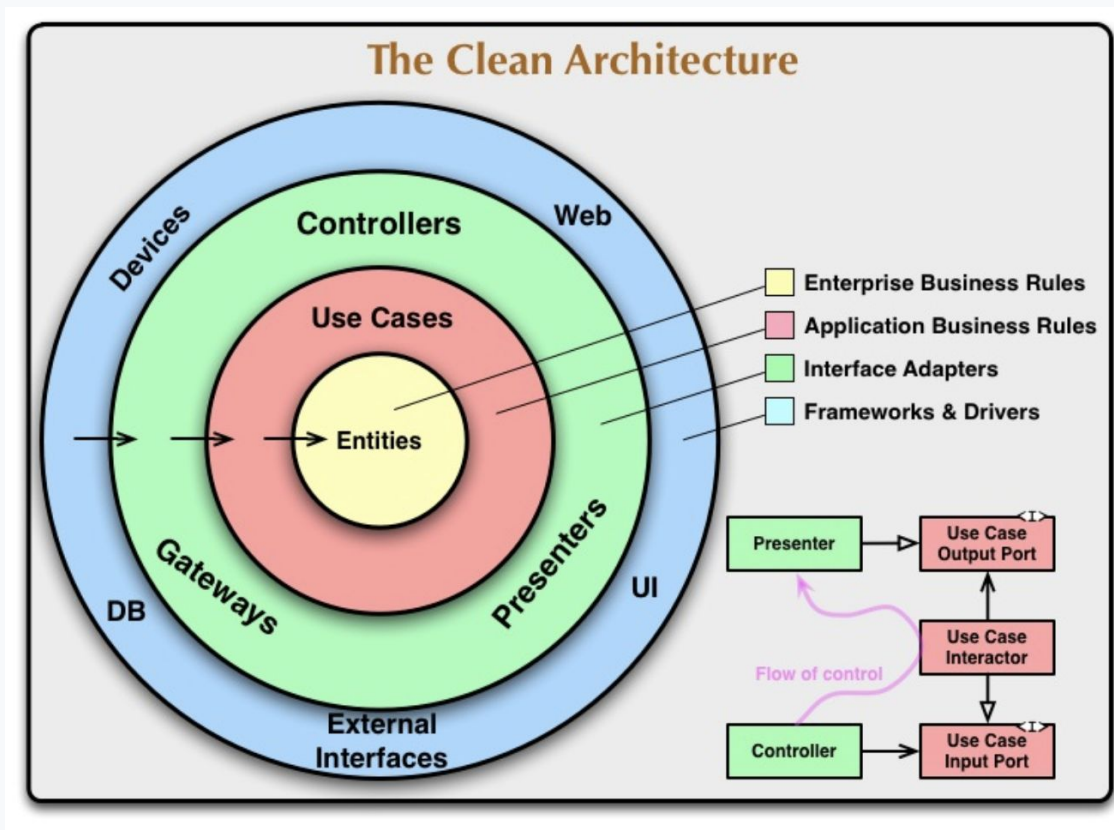 The Clean Architecture
Devices
Web
Controllers
Use Cases
Entities
Gateways
Presenters
DB
UI
External
Interfaces
Enterprise Business Rules
Application Business Rules
Interface Adapters
Frameworks & Drivers
Presenter
<I>
Use Case
Output Port
Use Case
Interactor
Flow of control
Controller
<I>
Use Case
Input Port